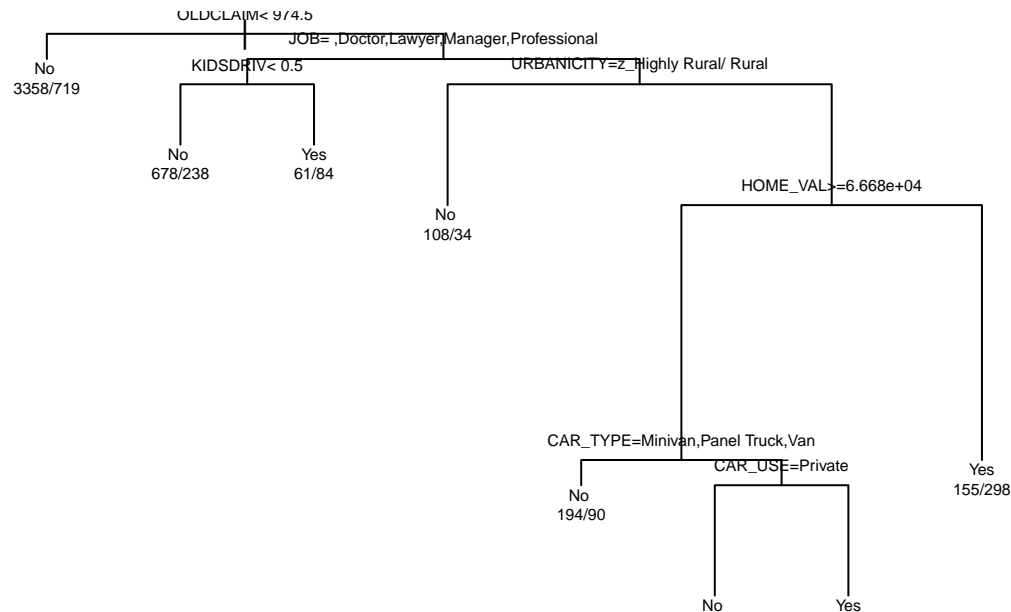 OLDCLAIM< 974.5
JOB= ,Doctor,Lawyer,Manager,Professional
No
3358/719
KIDSDRIV< 0.5
URBANICITY=z_Highly Rural/ Rural
No
678/238
Yes
61/84
No
108/34
HOME_VAL>=6.668e+04
CAR_TYPE=Minivan,Panel Truck,Van
CAR_USE=Private
No
194/90
Yes
155/298
No
Yes